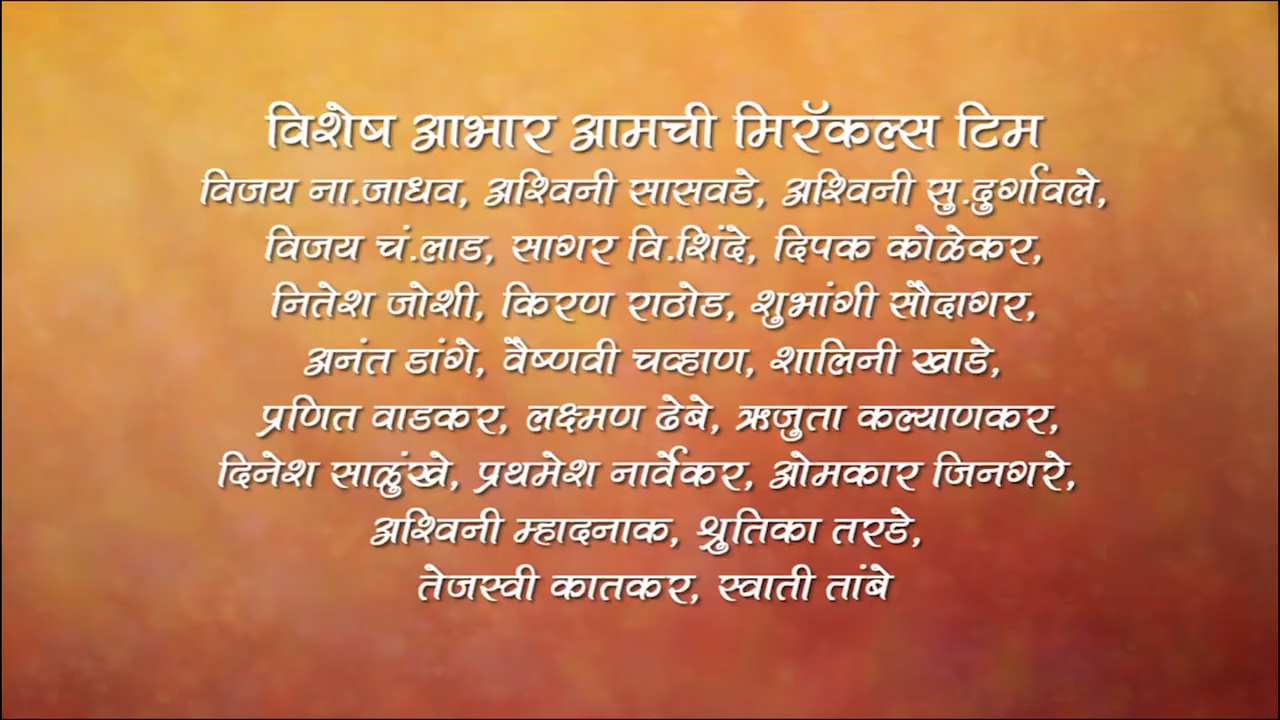 विशेष आभार आमची मिरॅकल्स टिम
विजय ना.जाधव, अश्विनी सासवडे, अश्विनी सु.दुर्गावले,
विजय चं.लाड, सागर वि.शिंदे, दिपक कोळेकर,
नितेश जोशी, किरण राठोड, शुभांगी सौदागर,
अनंत डांगे, वैष्णवी चव्हाण, शालिनी खाडे,
प्रणित वाडकर, लक्ष्मण ढेबे, ऋजुता कल्याणकर,
दिनेश साळुंखे, प्रथमेश नार्वेकर, ओमकार जिनगरे,
अश्विनी म्हादनाक, श्रुतिका तरडे,
तेजस्वी कातकर, स्वाती तांबे